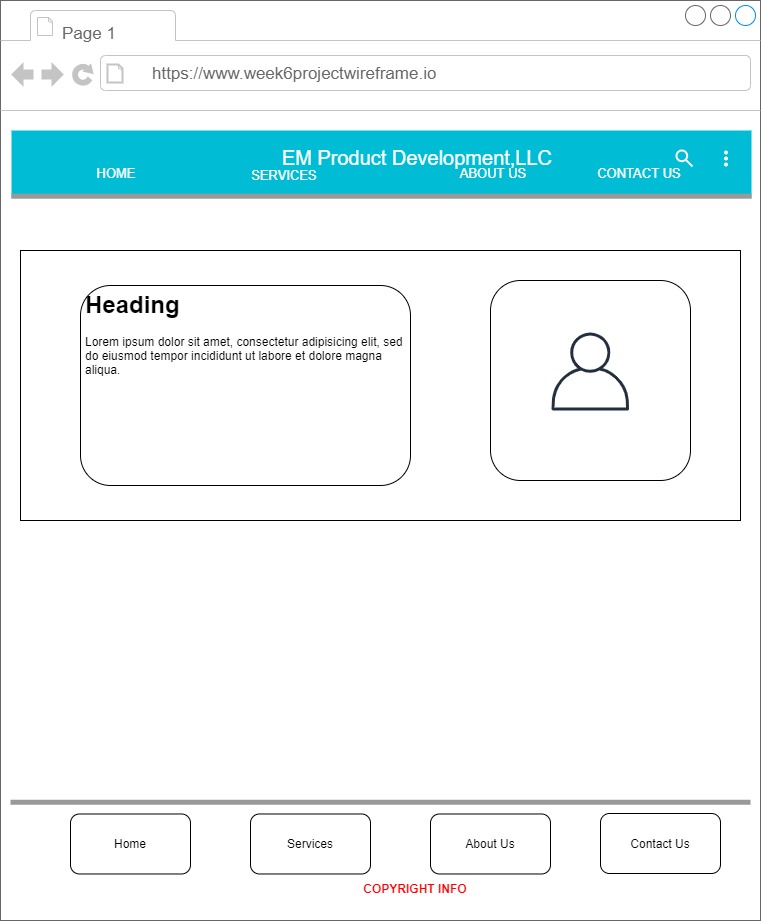 Page 1
https://www.week6projectwireframe.io
EM Product Development,LLC
HOME
SERVICES
ABOUT US
CONTACT US
Heading
Lorem ipsum dolor sit amet, consectetur adipisicing elit, sed
do eiusmod tempor incididunt ut labore et dolore magna
aliqua.
Home
Services
About Us
Contact Us
COPYRIGHT INFO